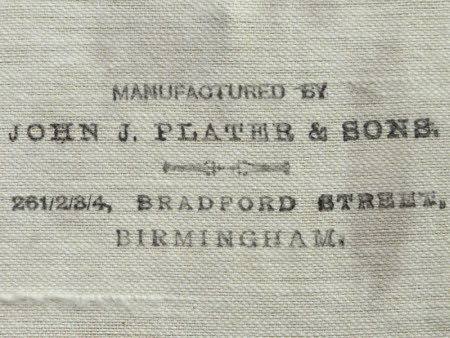 MANUFACTURED BY
JOHN J. PLATER & SONS.
261/2/3/4, BRADFORD STREET,
BIRMINGHAM.